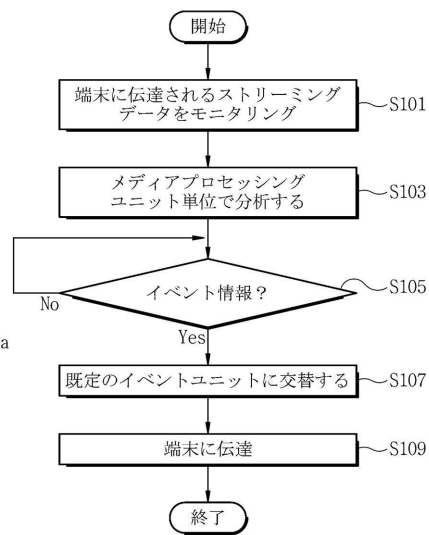 開始
端末に伝達されるストリーミング
データをモニタリング
S101
メディアプロセッシング
ユニット単位で分析する
S103
イベント情報？
S105
No
Yes
a
既定のイベントユニットに交替する
S107
端末に伝達
S109
終了